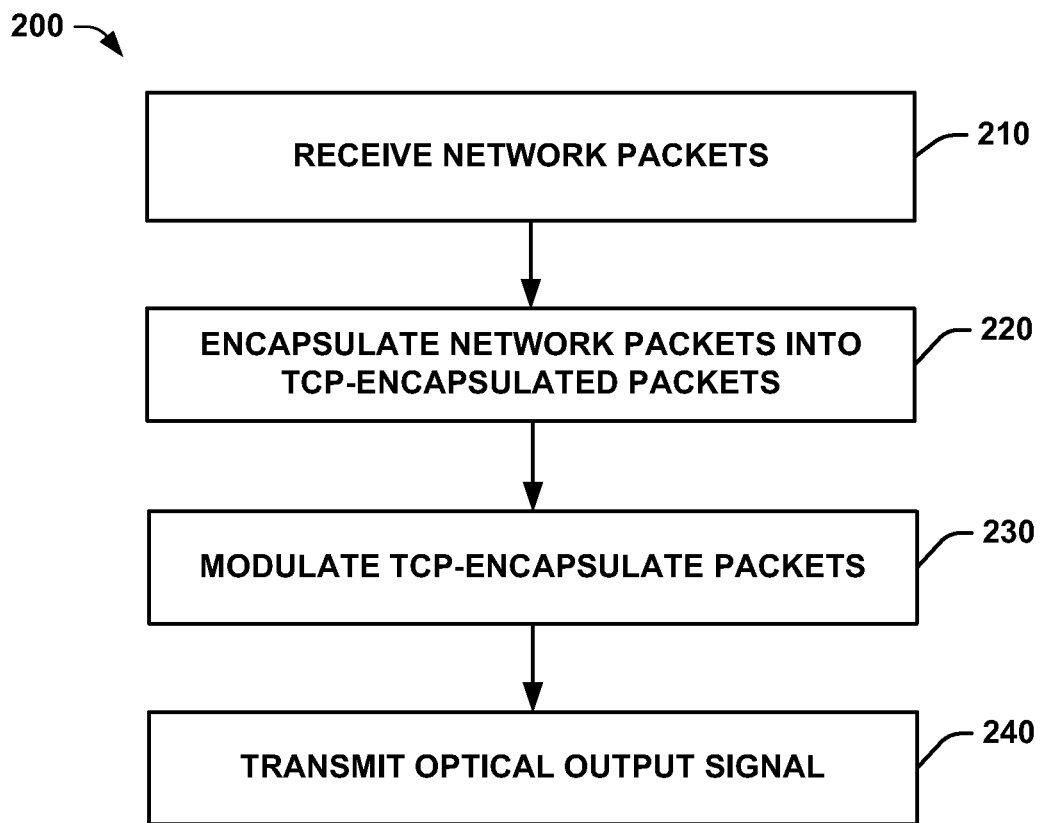 200
RECEIVE NETWORK PACKETS
210
ENCAPSULATE NETWORK PACKETS INTO
TCP-ENCAPSULATED PACKETS
220
MODULATE TCP-ENCAPSULATE PACKETS
230
TRANSMIT OPTICAL OUTPUT SIGNAL
240